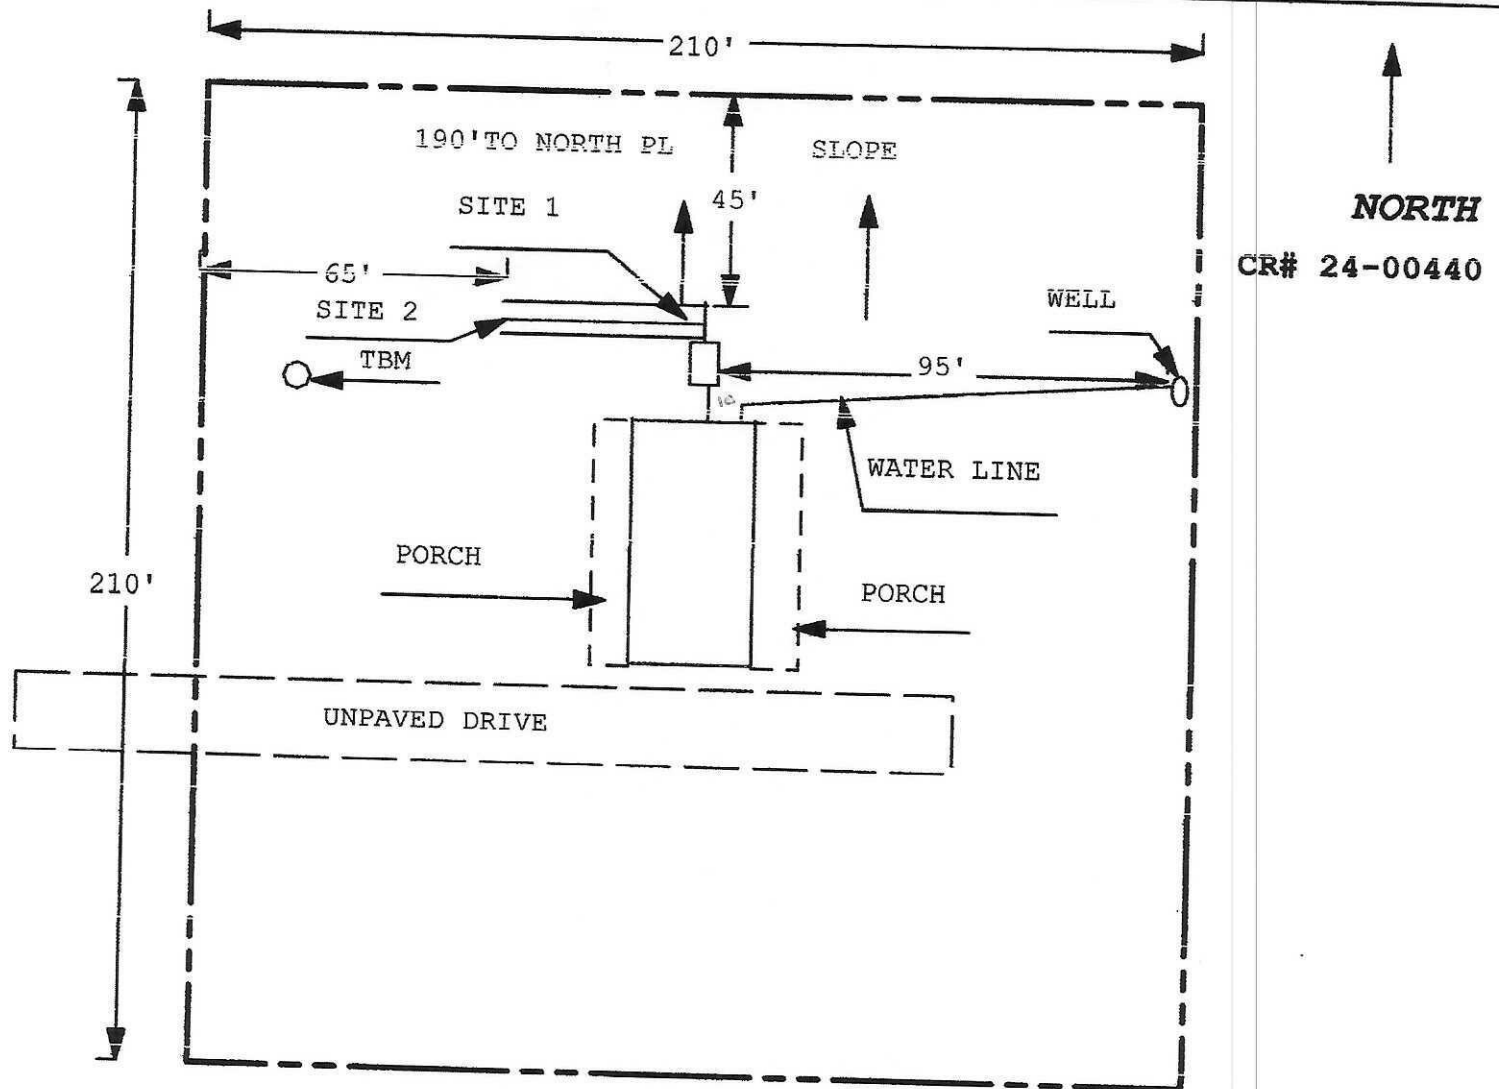 210'
190'TO NORTH PL
SLOPE
NORTH
SITE 1
45'
CR# 24-00440
65'
SITE 2
WELL
TBM
95'
10
WATER LINE
PORCH
210'
PORCH
UNPAVED DRIVE